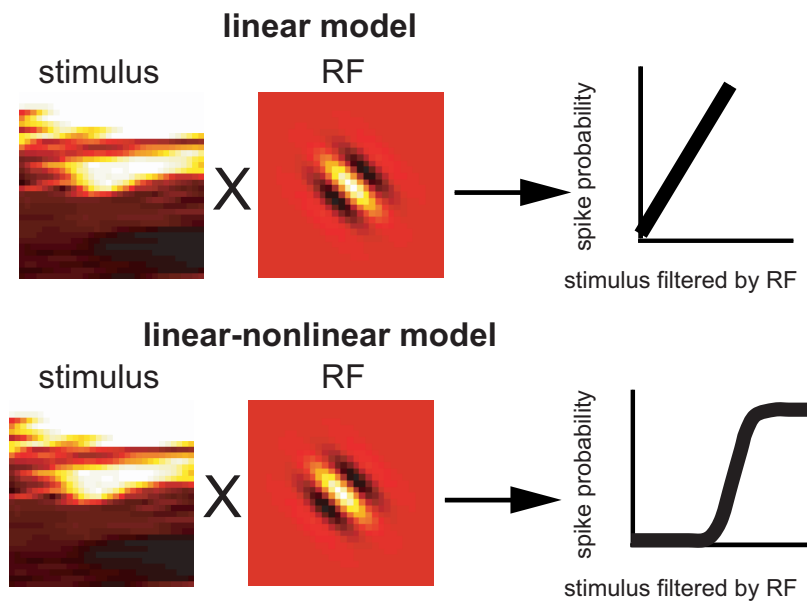 linear model
stimulus
RF
X
spike probability
stimulus filtered by RF
linear-nonlinear model
stimulus
RF
X
spike probability
stimulus filtered by RF